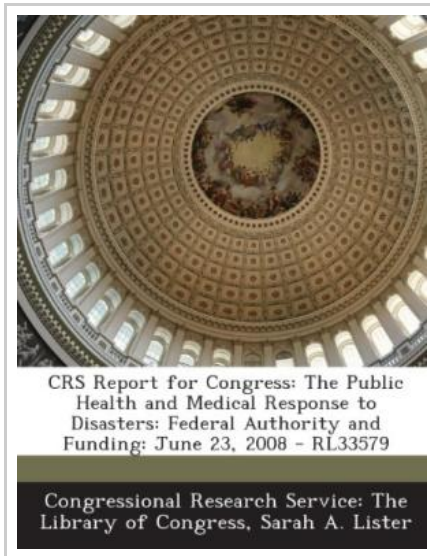 CRS Report for Congress: The Public
Health and Medical Response to
Disasters: Federal Authority and
Funding: June 23, 2008 - RL33579
Congressional Research Service: The
Library of Congress, Sarah A. Lister